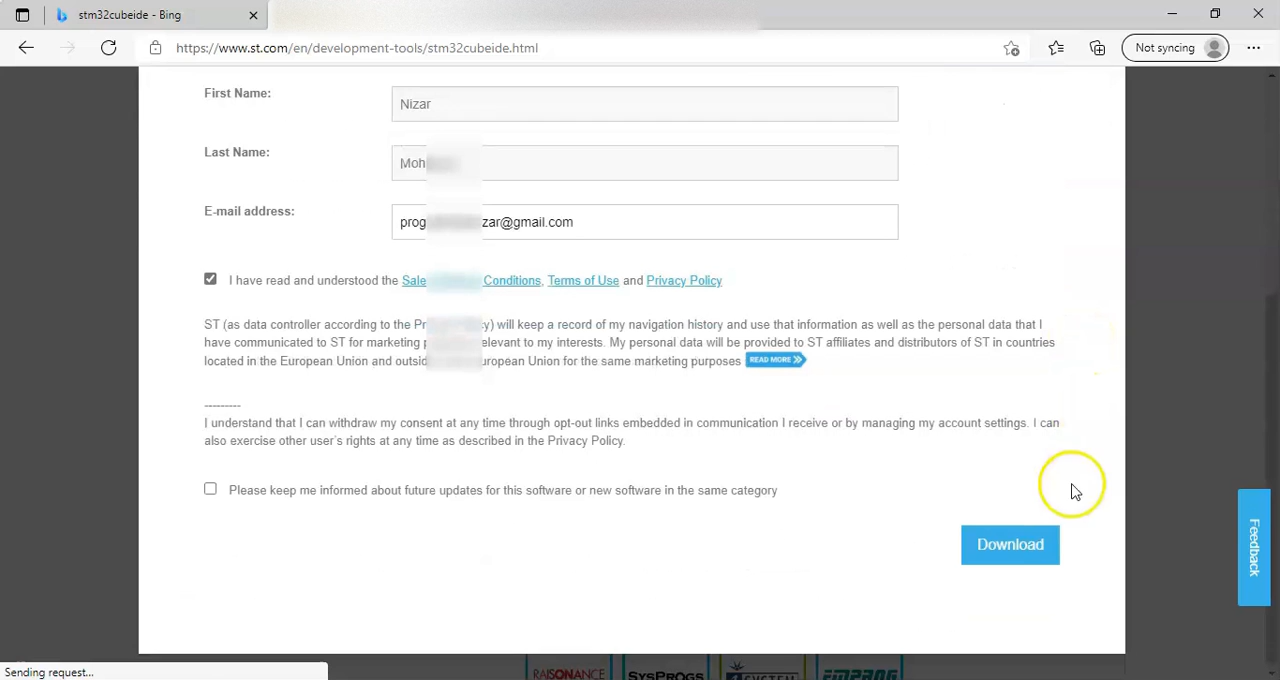 stm32cubeide - Bing
https://www.st.com/en/development-tools/stm32cubeide.html
Not syncing
First Name:
Nizar
Last Name:
Moh
E-mail address:
prog zar@gmail.com
I have read and understood the Sale Conditions, Terms of Use and Privacy Policy
ST (as data controller according to the Pr y) will keep a record of my navigation history and use that information as well as the personal data that I
have communicated to ST for marketing relevant to my interests. My personal data will be provided to ST affiliates and distributors of ST in countries
located in the European Union and outsid uropean Union for the same marketing purposes READ MORE
---------
I understand that I can withdraw my consent at any time through opt-out links embedded in communication I receive or by managing my account settings. I can
also exercise other user's rights at any time as described in the Privacy Policy.
Please keep me informed about future updates for this software or new software in the same category
Download
Feedback
Sending request...
RAISONANCE
SYSPROGS
SYSTEM